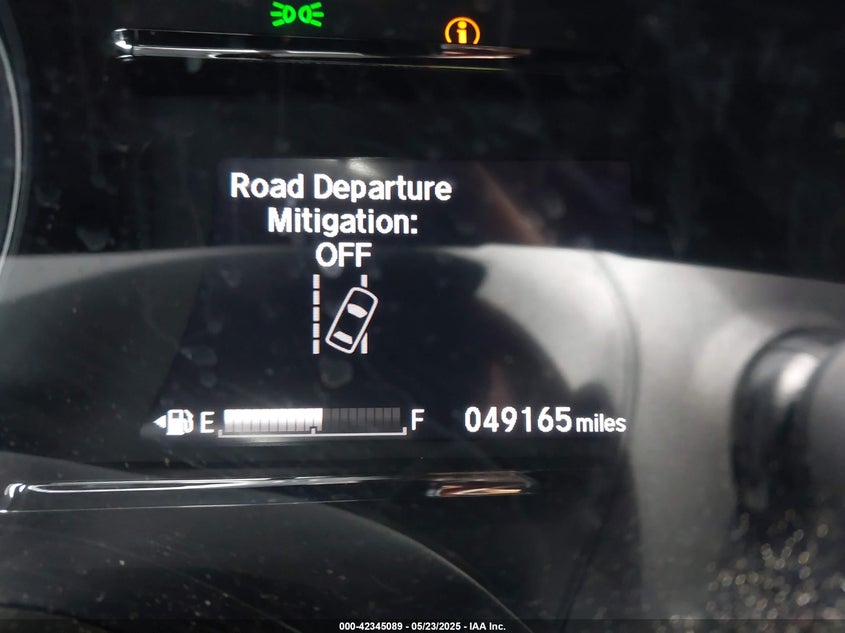 Road Departure
Mitigation:
OFF
E F 049165 miles
000-42345089 - 05/23/2025 - IAA Inc.